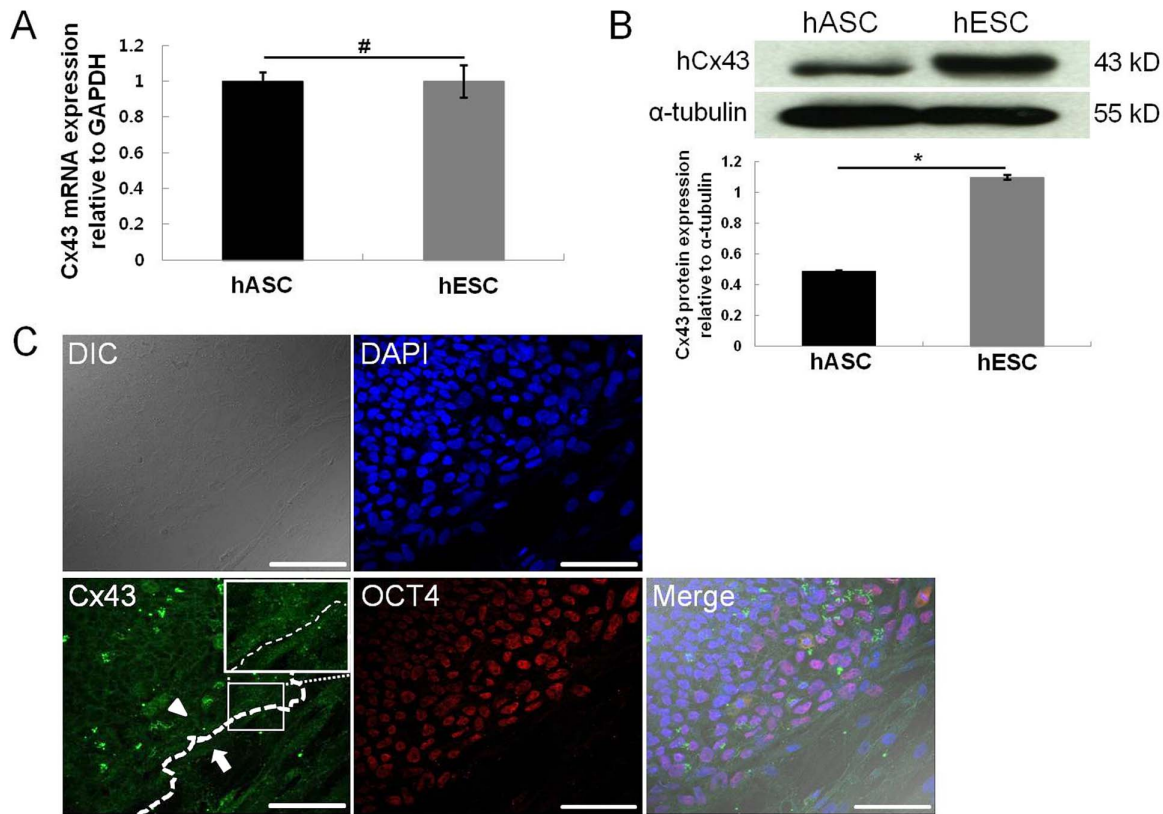 A
Cx43 mRNA expression
relative to GAPDH
1.2
1
0.8
0.6
0.4
0.2
0
#
hASC
hESC
B
hASC
hESC
hCx43
43 kD
α-tubulin
55 kD
Cx43 protein expression
relative to α-tubulin
1.2
1
0.8
0.6
0.4
0.2
0
*
hASC
hESC
C
DIC
DAPI
Cx43
OCT4
Merge